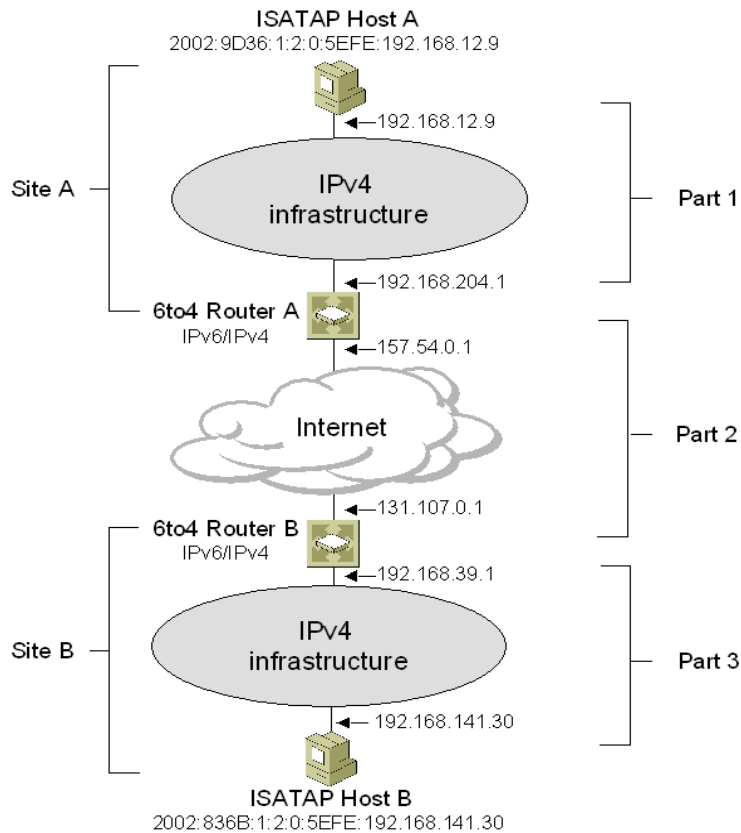 ISATAP Host A
2002:9D36:1:2:0:5EFE:192.168.12.9
192.168.12.9
Site A
IPv4
infrastructure
Part 1
192.168.204.1
6to4 Router A
IPv6/IPv4
157.54.0.1
Internet
Part 2
131.107.0.1
6to4 Router B
IPv6/IPv4
192.168.39.1
Site B
IPv4
infrastructure
Part 3
192.168.141.30
ISATAP Host B
2002:836B:1:2:0:5EFE:192.168.141.30